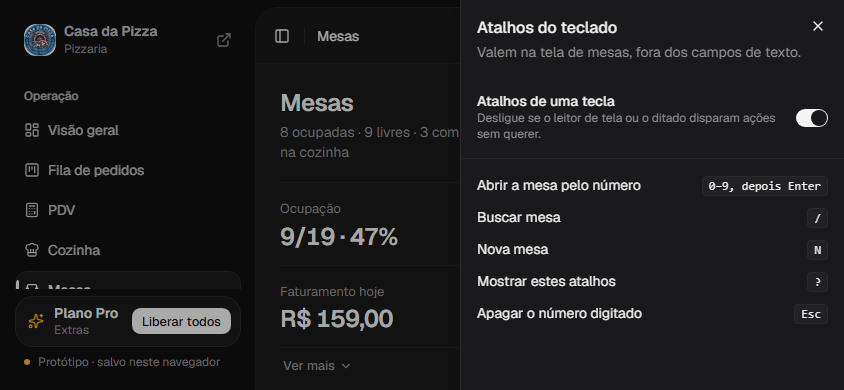 Casa da Pizza
Pizzaria
Operação
Visão geral
Fila de pedidos
PDV
Cozinha
Mesas
Plano Pro
Extras
Liberar todos
Protótipo · salvo neste navegador
Mesas
Mesas
8 ocupadas · 9 livres · 3 com
na cozinha
Ocupação
9/19 · 47%
Faturamento hoje
R$ 159,00
Ver mais
Atalhos do teclado
Valem na tela de mesas, fora dos campos de texto.
Atalhos de uma tecla
Desligue se o leitor de tela ou o ditado disparam ações
sem querer.
Abrir a mesa pelo número 0–9, depois Enter
Buscar mesa /
Nova mesa N
Mostrar estes atalhos ?
Apagar o número digitado Esc